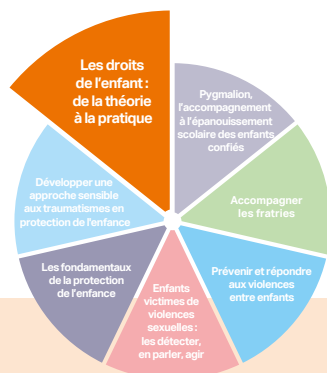 Les droits
de l'enfant :
de la théorie
à la pratique
Pygmalion,
l'accompagnement
à l'épanouissement
scolaire des enfants
confiés
Accompagner
les fratries
Prévenir et répondre
aux violences
entre enfants
Enfants
victimes de
violences
sexuelles :
les détecter,
en parler, agir
Les fondamentaux
de la protection
de l'enfance
Développer une
approche sensible
aux traumatismes en
protection de l'enfance